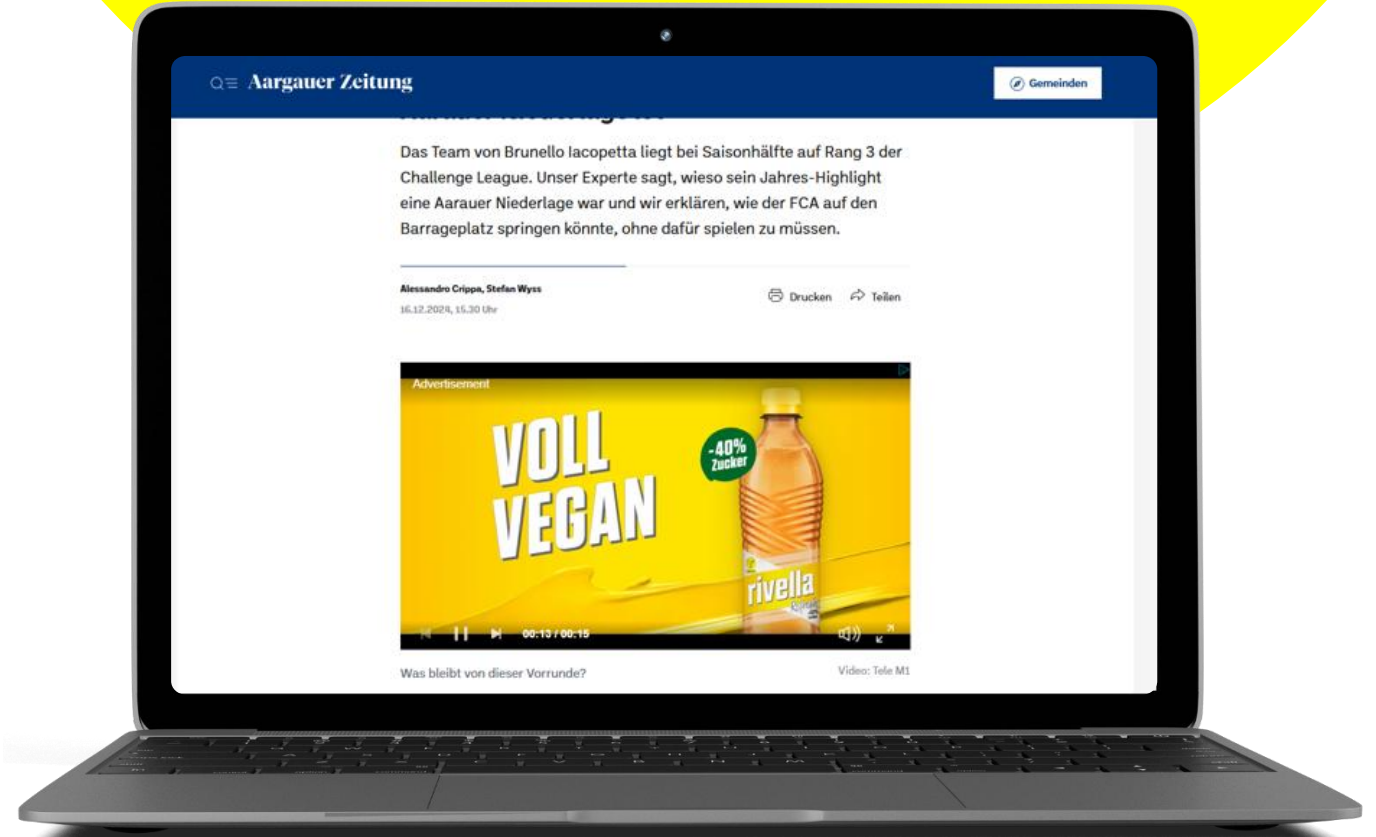 Aargauer Zeitung
Gemeinden
Das Team von Brunello Iacopetta liegt bei Saisonhälfte auf Rang 3 der
Challenge League. Unser Experte sagt, wieso sein Jahres-Highlight
eine Aarauer Niederlage war und wir erklären, wie der FCA auf den
Barrageplatz springen könnte, ohne dafür spielen zu müssen.
Alessandro Crippa, Stefan Wyss
16.12.2024, 15.30 Uhr
Drucken
Teilen
Advertisement
VOLL
VEGAN
-40%
Zucker
rivella
00:13 / 00:15
Was bleibt von dieser Vorrunde?
Video: Tele M1